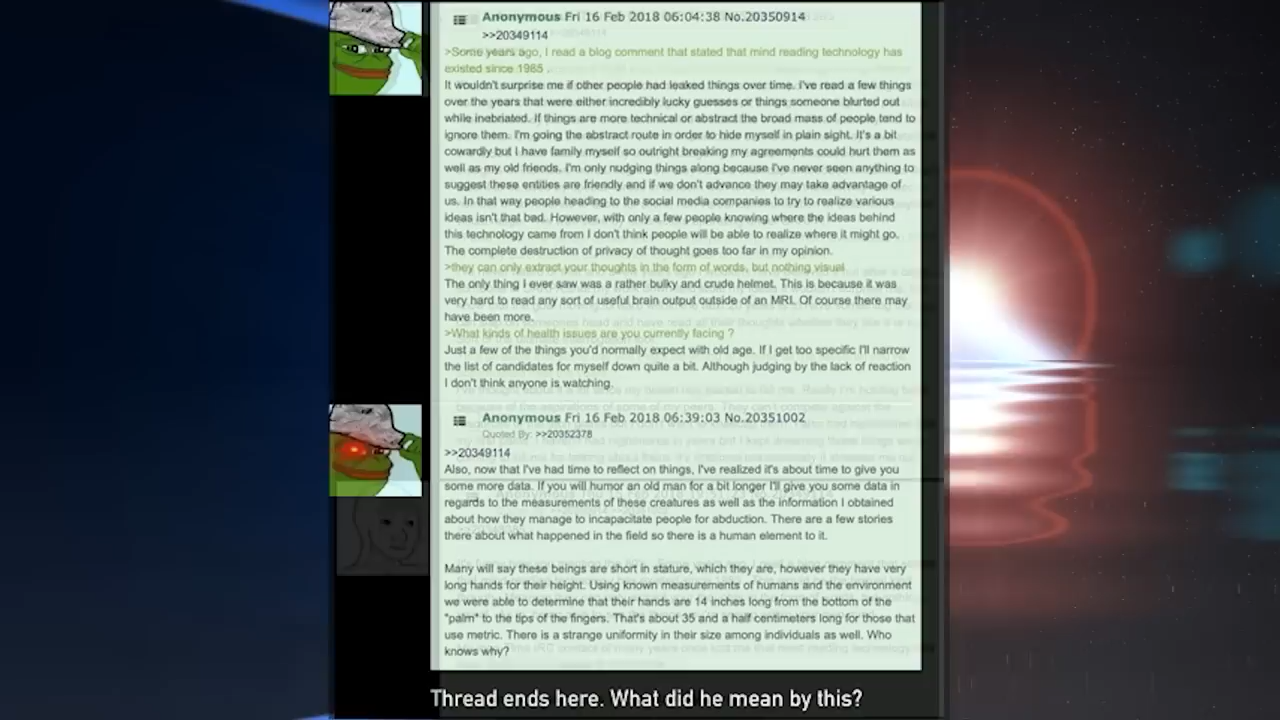 Anonymous Fri 16 Feb 2018 06:04:38 No.20350914
>>20349114
>Some years ago, I read a blog comment that stated that mind reading technology has
existed since 1985 .
It wouldn't surprise me if other people had leaked things over time. I've read a few things
over the years that were either incredibly lucky guesses or things someone blurted out
while inebriated. If things are more technical or abstract the broad mass of people tend to
ignore them. I'm going the abstract route in order to hide myself in plain sight. It's a bit
cowardly but I have family myself so outright breaking my agreements could hurt them as
well as my old friends. I'm only nudging things along because I've never seen anything to
suggest these entities are friendly and if we don't advance they may take advantage of
us. In that way people heading to the social media companies to try to realize various
ideas isn't that bad. However, with only a few people knowing where the ideas behind
this technology came from I don't think people will be able to realize where it might go.
The complete destruction of privacy of thought goes too far in my opinion.
>they can only extract your thoughts in the form of words, but nothing visual
The only thing I ever saw was a rather bulky and crude helmet. This is because it was
very hard to read any sort of useful brain output outside of an MRI. Of course there may
have been more.
>What kinds of health issues are you currently facing ?
Just a few of the things you'd normally expect with old age. If I get too specific I'll narrow
the list of candidates for myself down quite a bit. Although judging by the lack of reaction
I don't think anyone is watching.
Anonymous Fri 16 Feb 2018 06:39:03 No.20351002
Quoted By: >>20352378
>>20349114
Also, now that I've had time to reflect on things, I've realized it's about time to give you
some more data. If you will humor an old man for a bit longer I'll give you some data in
regards to the measurements of these creatures as well as the information I obtained
about how they manage to incapacitate people for abduction. There are a few stories
there about what happened in the field so there is a human element to it.
Many will say these beings are short in stature, which they are, however they have very
long hands for their height. Using known measurements of humans and the environment
we were able to determine that their hands are 14 inches long from the bottom of the
"palm" to the tips of the fingers. That's about 35 and a half centimeters long for those that
use metric. There is a strange uniformity in their size among individuals as well. Who
knows why?
Thread ends here. What did he mean by this?